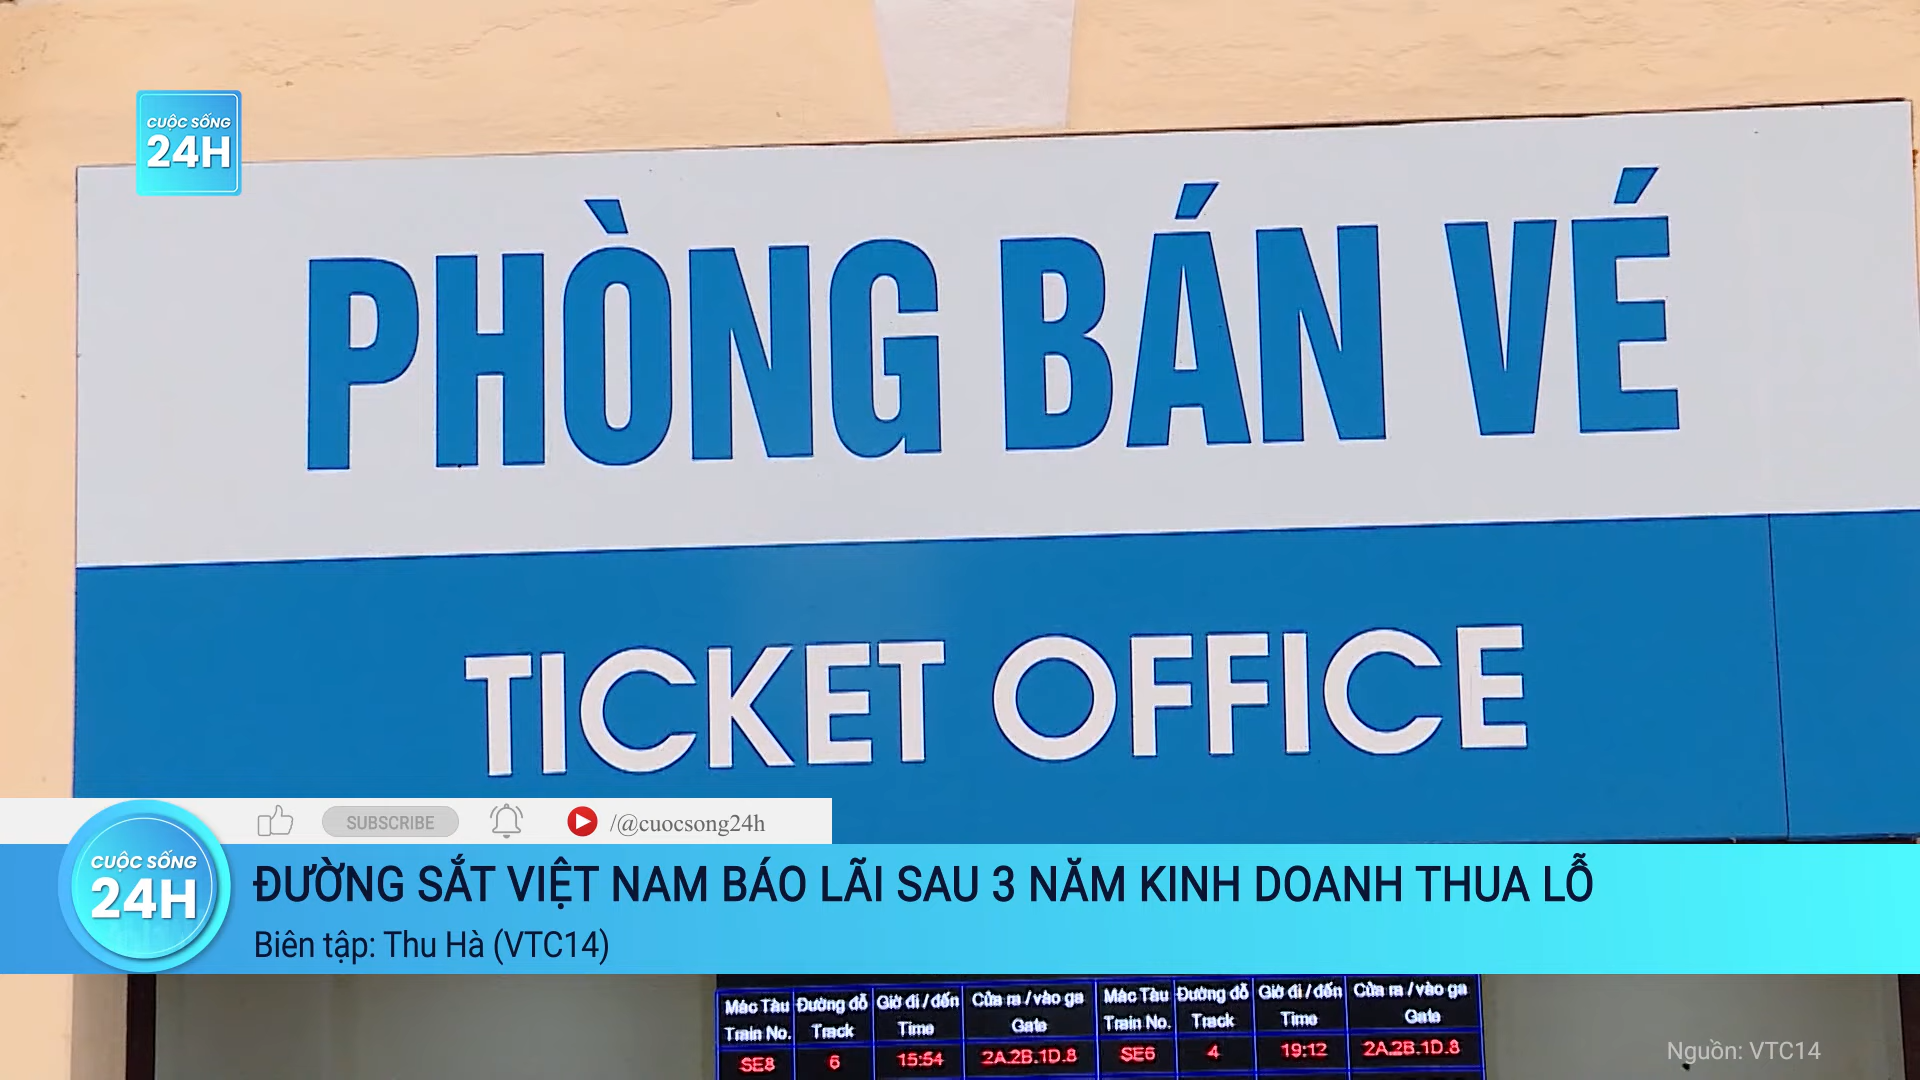 CUỘC SỐNG
24H
PHÒNG BÁN VÉ
TICKET OFFICE
SUBSCRIBE
/@cuocsong24h
CUỘC SỐNG
24H
ĐƯỜNG SẮT VIỆT NAM BÁO LÃI SAU 3 NĂM KINH DOANH THUA LỖ
Biên tập: Thu Hà (VTC14)
Mác Tàu Đường đỗ Giờ đi / đến Cửa ra / vào ga Mác Tàu Đường đỗ Giờ đi / đến Cửa ra / vào ga
Train No. Track Time Gate Train No. Track Time Gate
SE8 6 15:54 2A.2B.1D.8 SE6 4 19:12 2A.2B.1D.8
Nguồn: VTC14